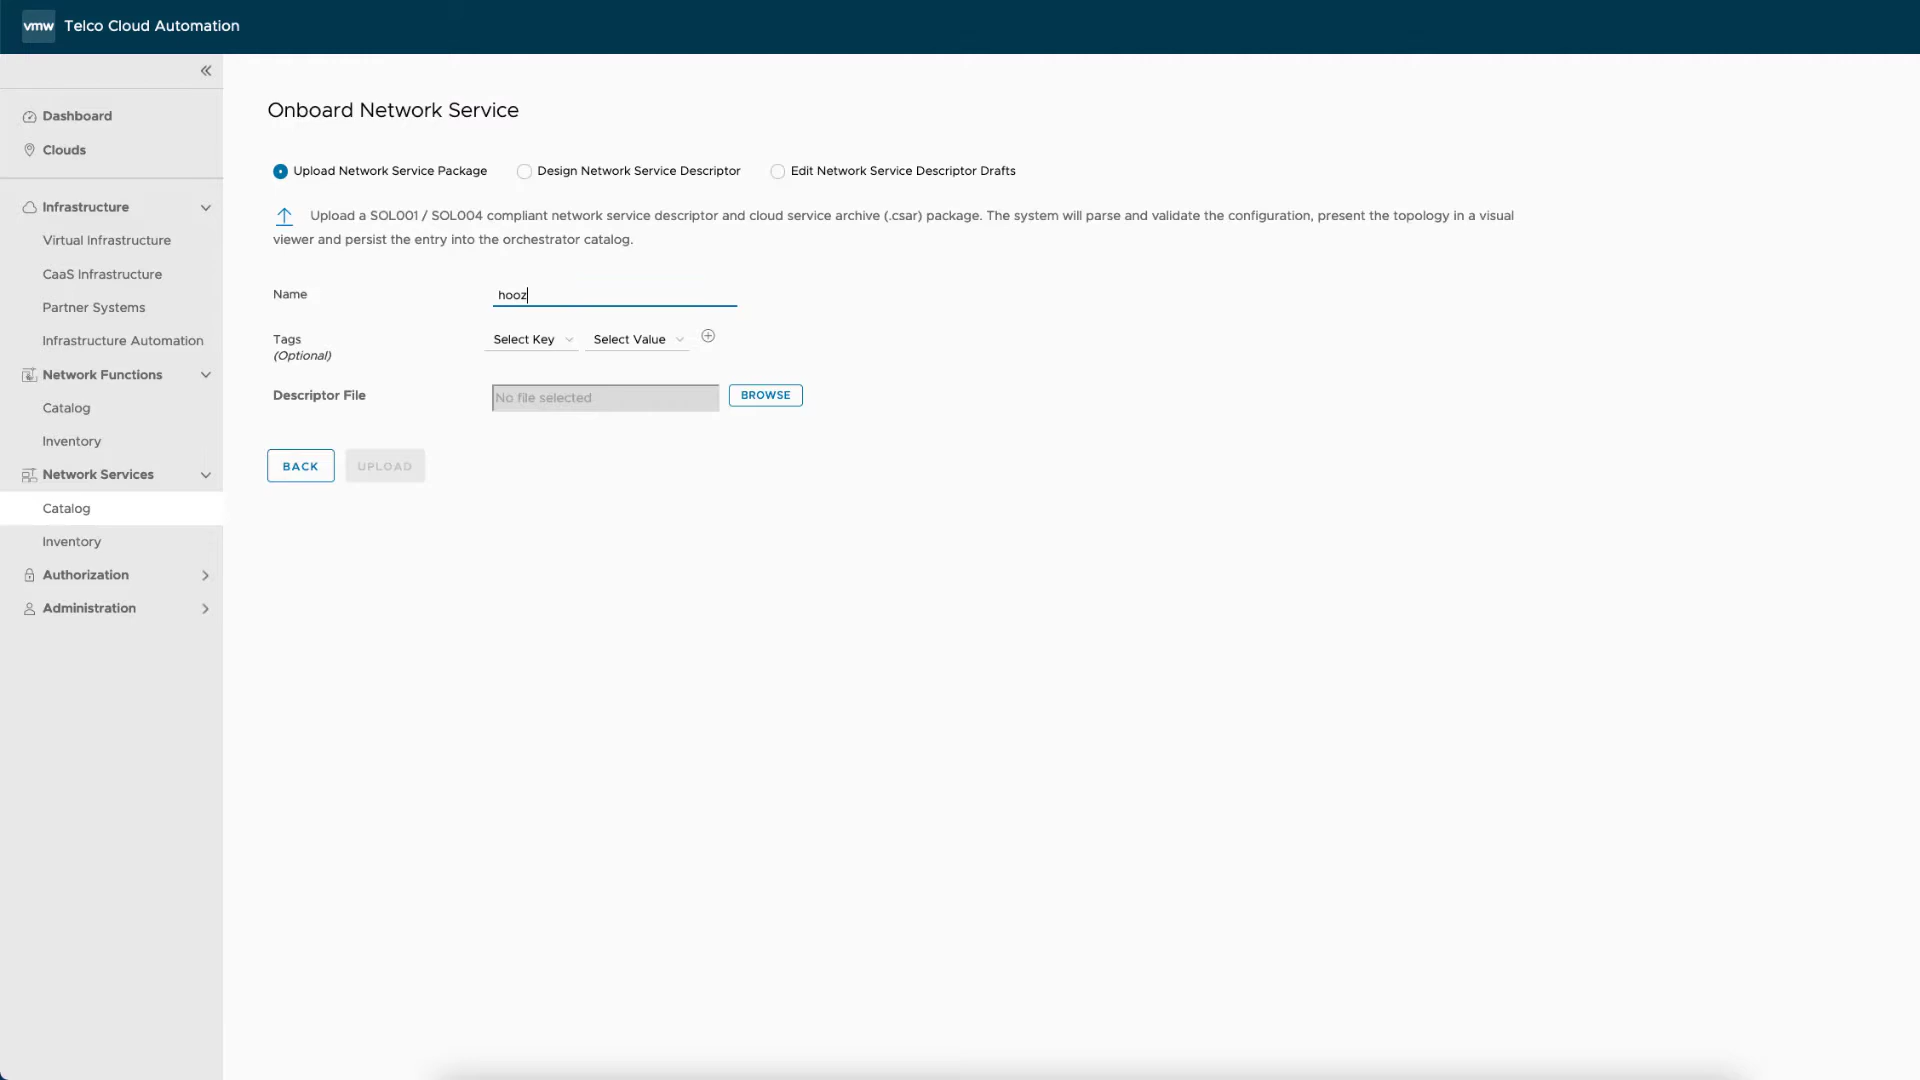 vmw Telco Cloud Automation
Dashboard
Clouds
Infrastructure
Virtual Infrastructure
CaaS Infrastructure
Partner Systems
Infrastructure Automation
Network Functions
Catalog
Inventory
Network Services
Catalog
Inventory
Authorization
Administration
Onboard Network Service
Upload Network Service Package Design Network Service Descriptor Edit Network Service Descriptor Drafts
Upload a SOL001 / SOL004 compliant network service descriptor and cloud service archive (.csar) package. The system will parse and validate the configuration, present the topology in a visual
viewer and persist the entry into the orchestrator catalog.
Name hooz
Tags Select Key Select Value
(Optional)
Descriptor File No file selected BROWSE
BACK UPLOAD